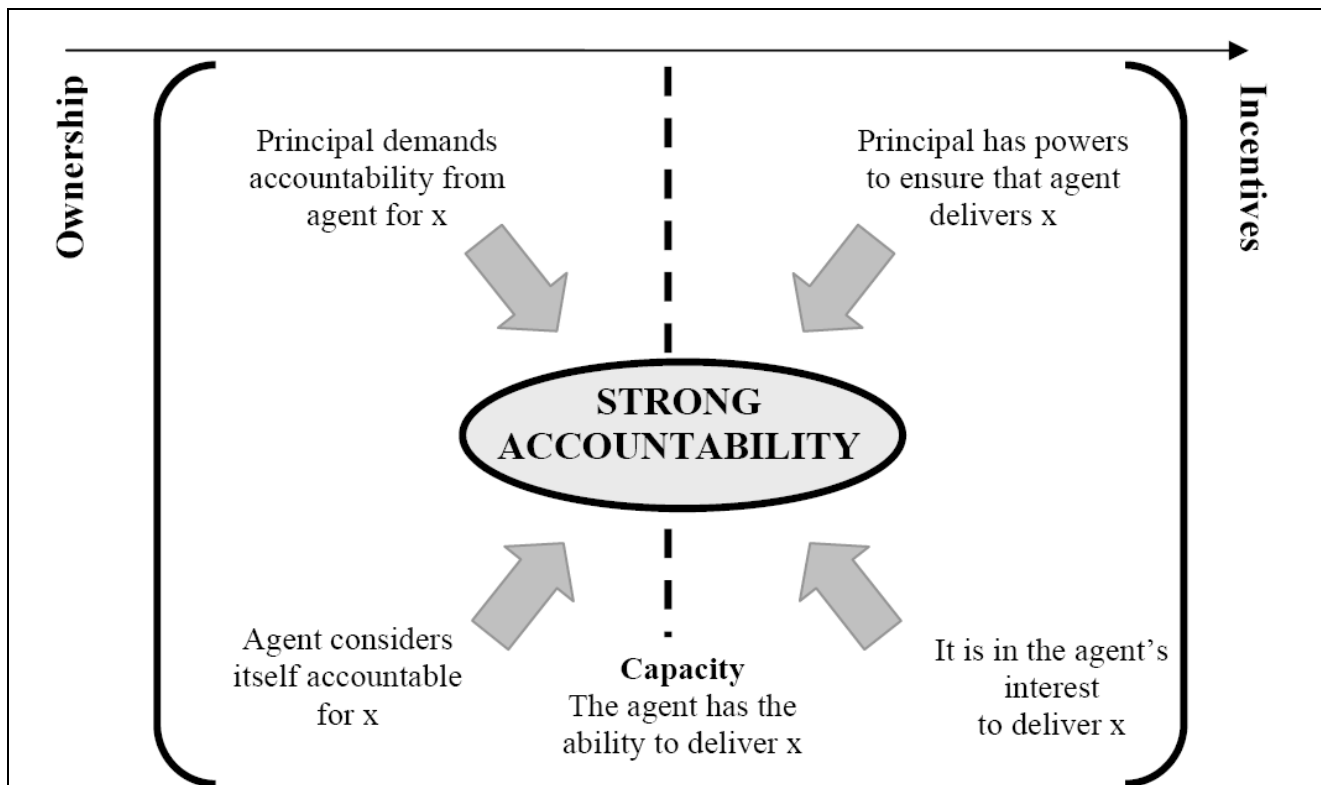 Ownership
Principal demands
accountability from
agent for x
Principal has powers
to ensure that agent
delivers x
Incentives
STRONG
ACCOUNTABILITY
Agent considers
itself accountable
for x
Capacity
The agent has the
ability to deliver x
It is in the agent’s
interest
to deliver x